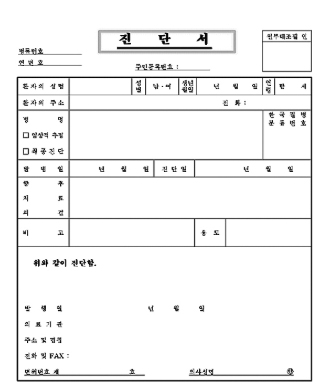 진 단 서
원부대조필 인
병록번호
연 번 호
주민등록번호 :
환자의 성명 성별 남 · 여 생년월일 년 월 일 연령 만 세
환자의 주소 전 화 :
병 명 한 국 질 병 분 류 번 호
□ 임상적 추정
□ 최 종 진 단
발 병 일 년 월 일 진 단 일 년 월 일
향 후
치 료
의 견
비 고 용 도
위와 같이 진단함.
발 행 일 년 월 일
의 료 기 관
주소 및 명칭
전화 및 FAX :
면허번호 제 호 의사성명 ㊞